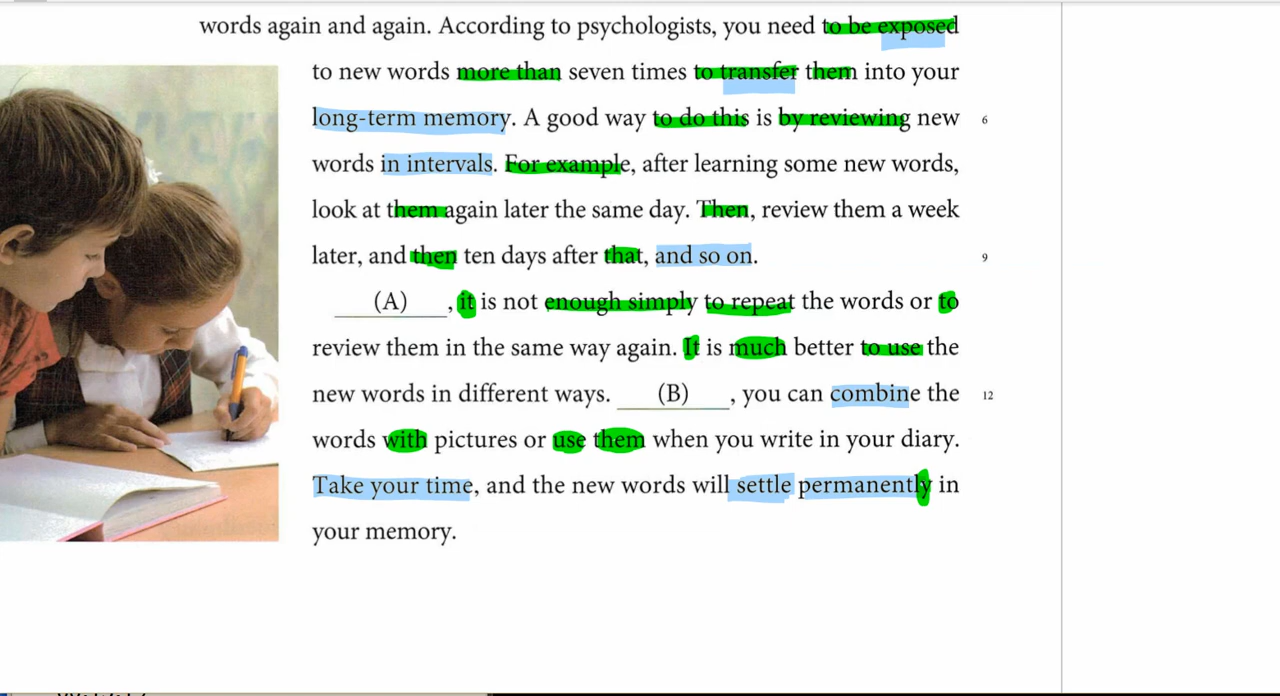 words again and again. According to psychologists, you need to be exposed
to new words more than seven times to transfer them into your
long-term memory. A good way to do this is by reviewing new 6
words in intervals. For example, after learning some new words,
look at them again later the same day. Then, review them a week
later, and then ten days after that, and so on. 9
(A) , it is not enough simply to repeat the words or to
review them in the same way again. It is much better to use the
new words in different ways. (B) , you can combine the 12
words with pictures or use them when you write in your diary.
Take your time, and the new words will settle permanently in
your memory.